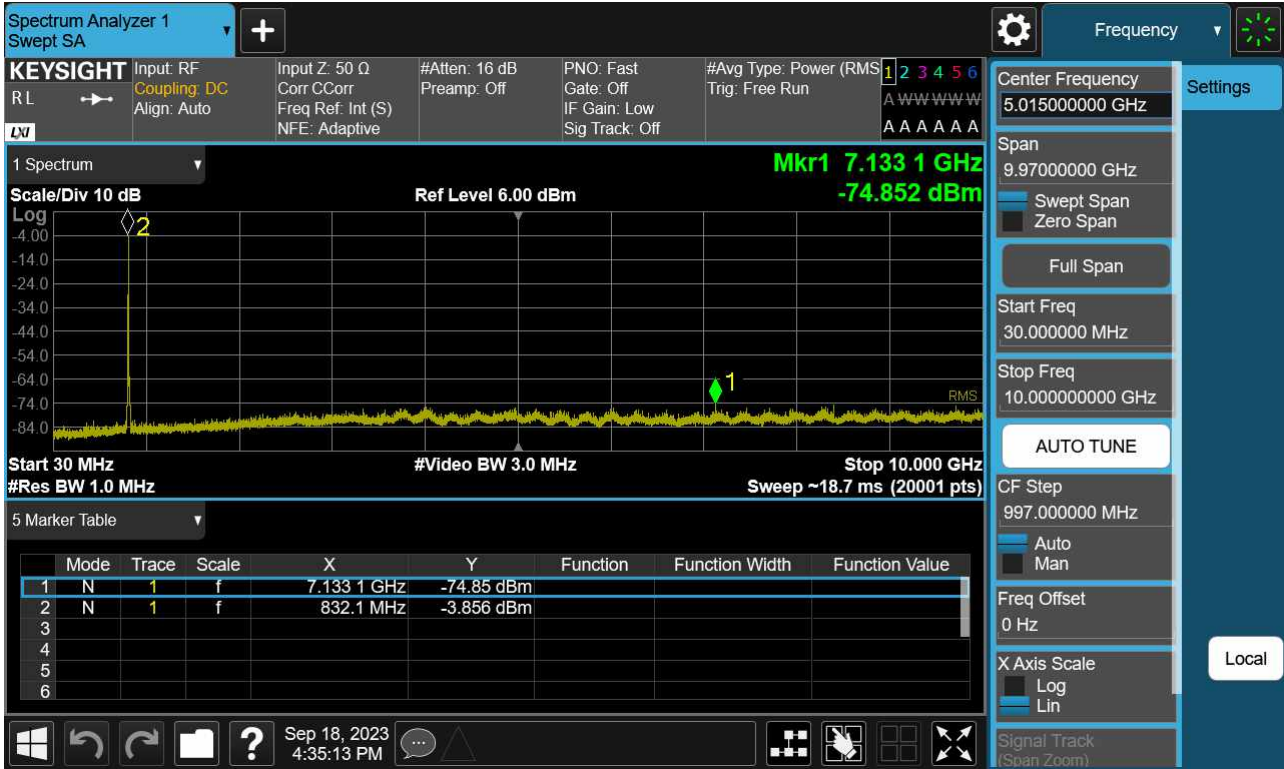 Spectrum Analyzer 1
Swept SA
Frequency
KEYSIGHT
R L
LXI
Input: RF
Coupling: DC
Align: Auto
Input Z: 50 Ω
Corr CCorr
Freq Ref: Int (S)
NFE: Adaptive
#Atten: 16 dB
Preamp: Off
PNO: Fast
Gate: Off
IF Gain: Low
Sig Track: Off
#Avg Type: Power (RMS
Trig: Free Run
1 2 3 4 5 6
A W W W W W
A A A A A A
1 Spectrum
Mkr1 7.133 1 GHz
-74.852 dBm
Scale/Div 10 dB
Ref Level 6.00 dBm
Log
-4.00
-14.0
-24.0
-34.0
-44.0
-54.0
-64.0
-74.0
-84.0
2
1
RMS
Start 30 MHz
#Video BW 3.0 MHz
Stop 10.000 GHz
#Res BW 1.0 MHz
Sweep ~18.7 ms (20001 pts)
5 Marker Table
Mode Trace Scale X Y Function Function Width Function Value
1 N 1 f 7.133 1 GHz -74.85 dBm
2 N 1 f 832.1 MHz -3.856 dBm
3
4
5
6
Sep 18, 2023
4:35:13 PM
Center Frequency
5.015000000 GHz
Span
9.97000000 GHz
Swept Span
Zero Span
Full Span
Start Freq
30.000000 MHz
Stop Freq
10.000000000 GHz
AUTO TUNE
CF Step
997.000000 MHz
Auto
Man
Freq Offset
0 Hz
X Axis Scale
Log
Lin
Signal Track
(Span Zoom)
Settings
Local